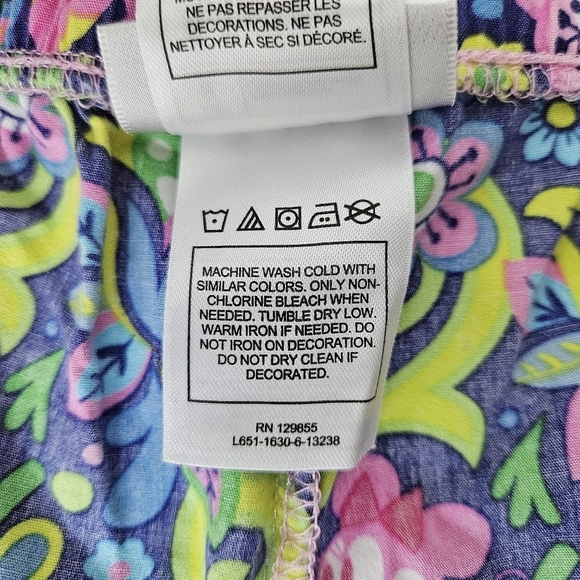 NE PAS REPASSER LES
DECORATIONS. NE PAS
NETTOYER À SEC SI DÉCORÉ.
MACHINE WASH COLD WITH
SIMILAR COLORS. ONLY NON-
CHLORINE BLEACH WHEN
NEEDED. TUMBLE DRY LOW.
WARM IRON IF NEEDED. DO
NOT IRON ON DECORATION.
DO NOT DRY CLEAN IF
DECORATED.
RN 129855
L651-1630-6-13238